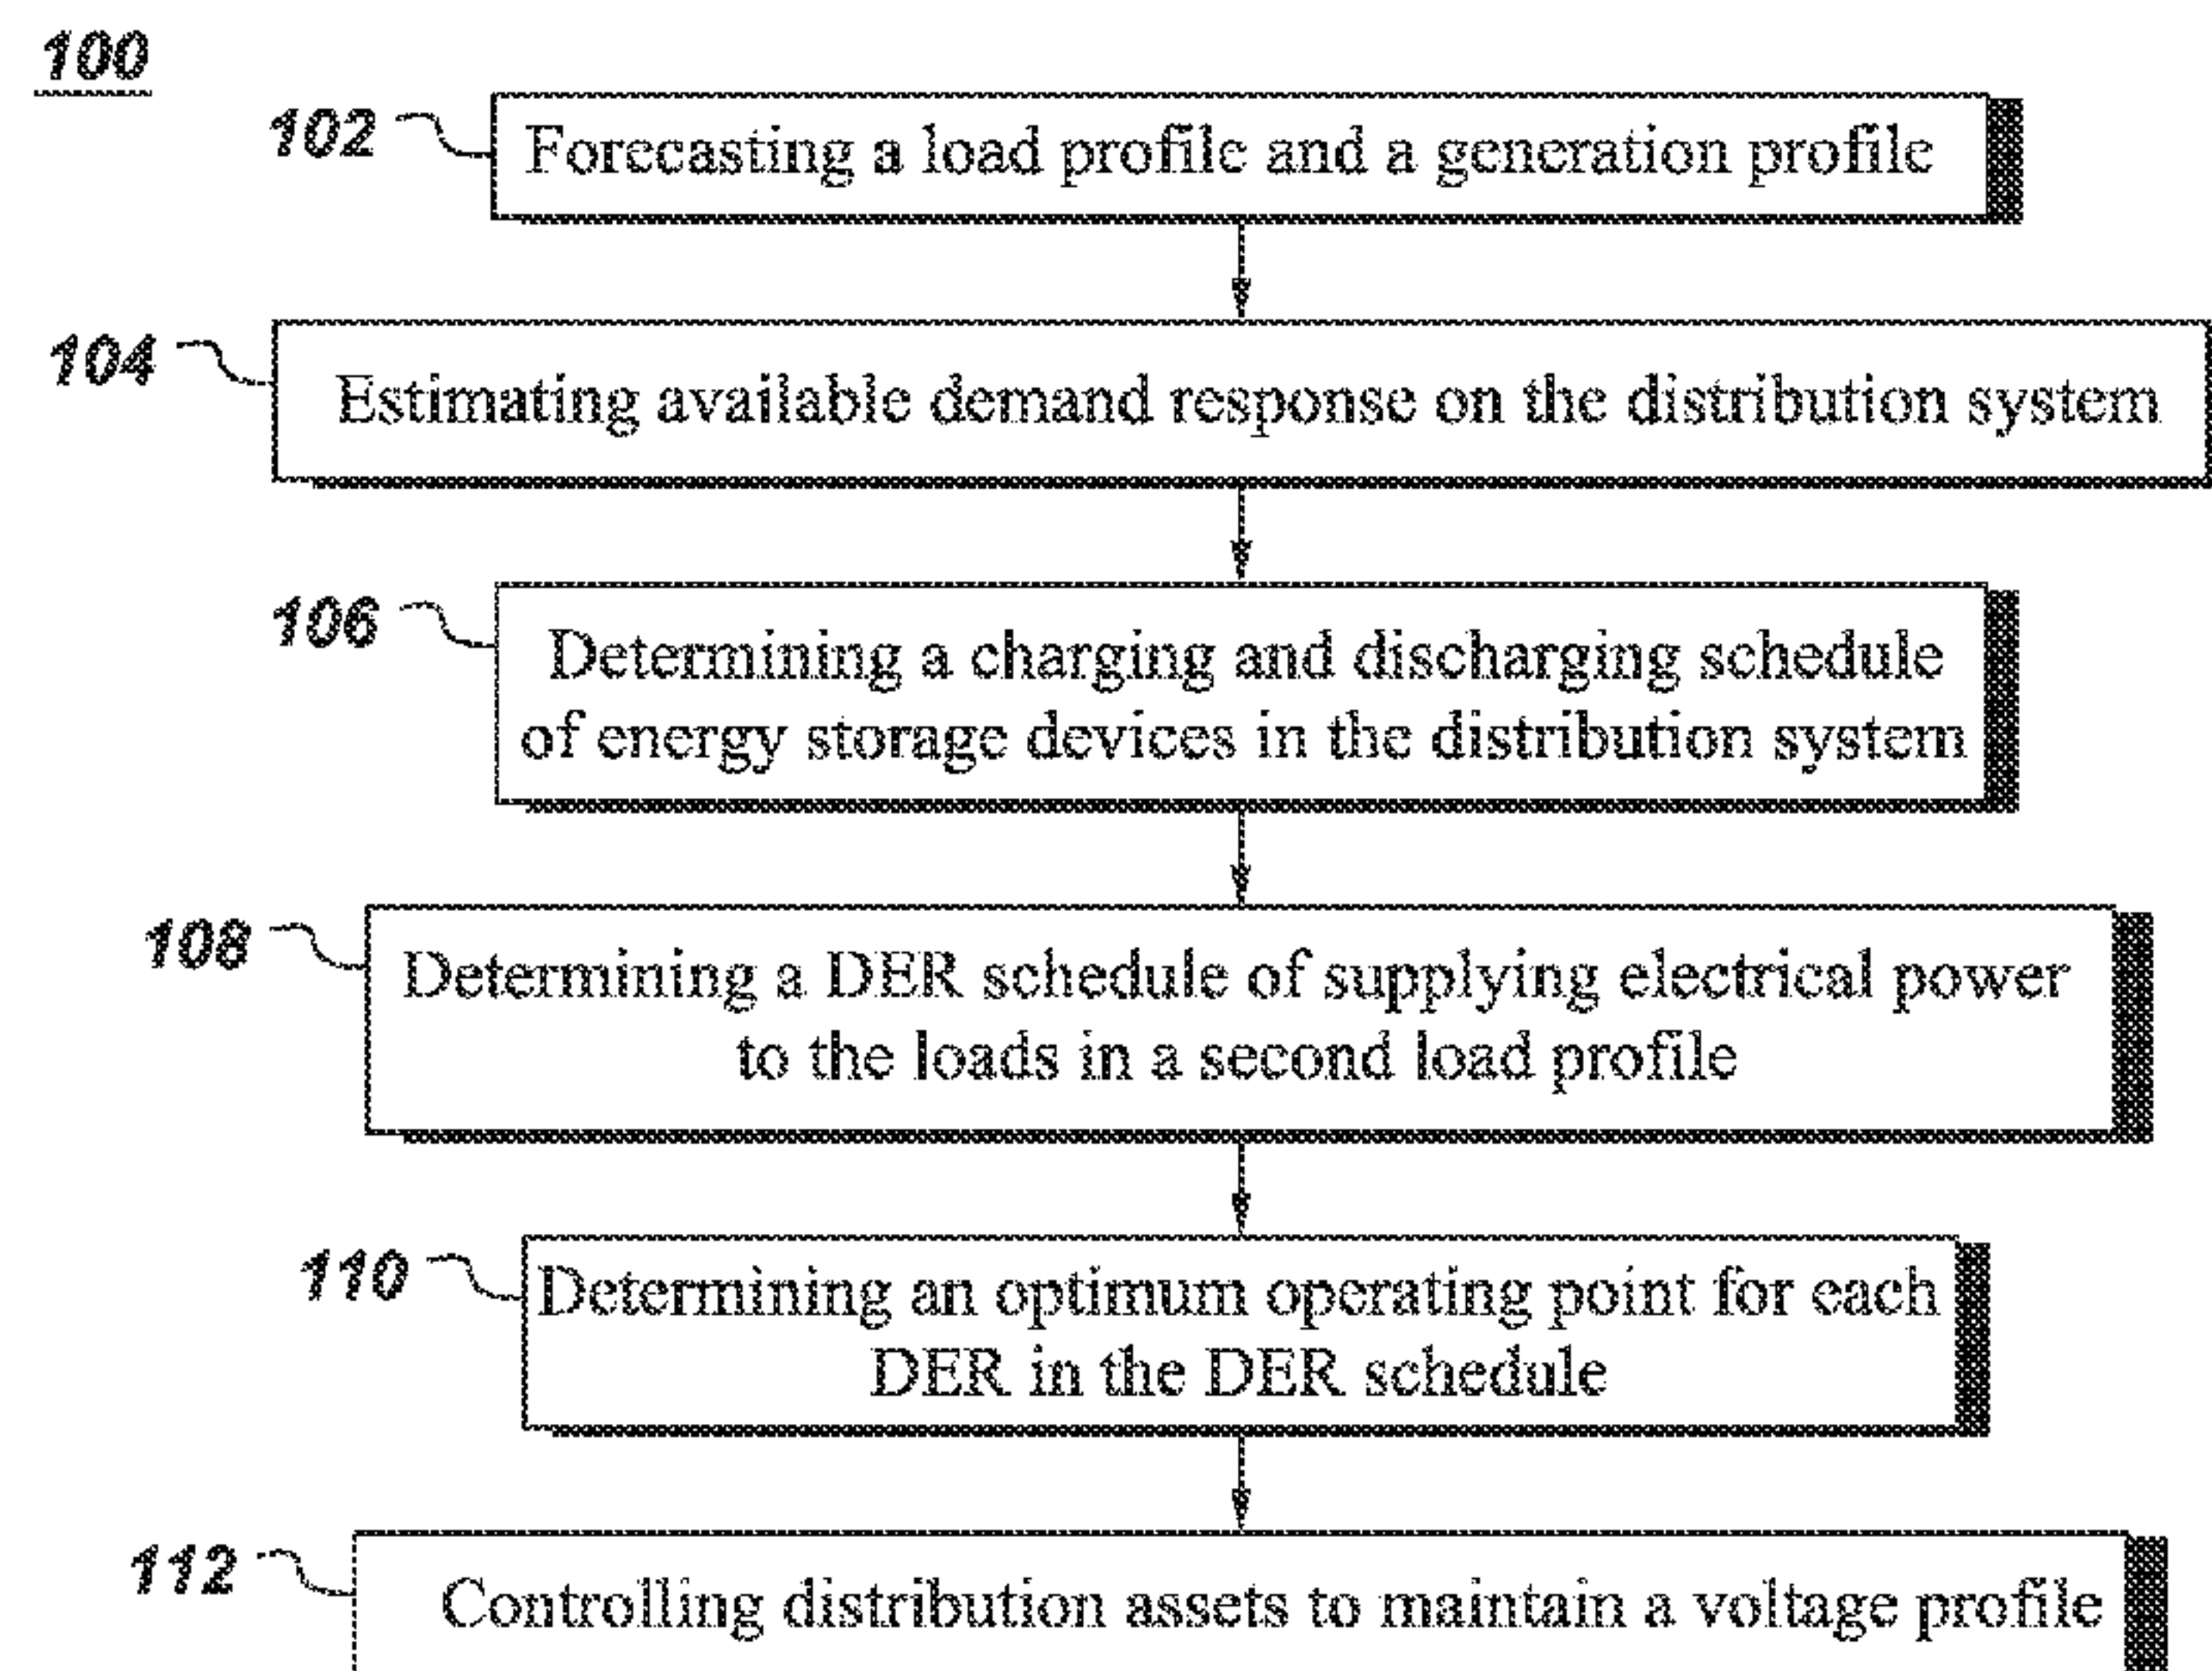 100
102
Forecasting a load profile and a generation profile
104
Estimating available demand response on the distribution system
106
Determining a charging and discharging schedule
of energy storage devices in the distribution system
108
Determining a DER schedule of supplying electrical power
to the loads in a second load profile
110
Determining an optimum operating point for each
DER in the DER schedule
112
Controlling distribution assets to maintain a voltage profile